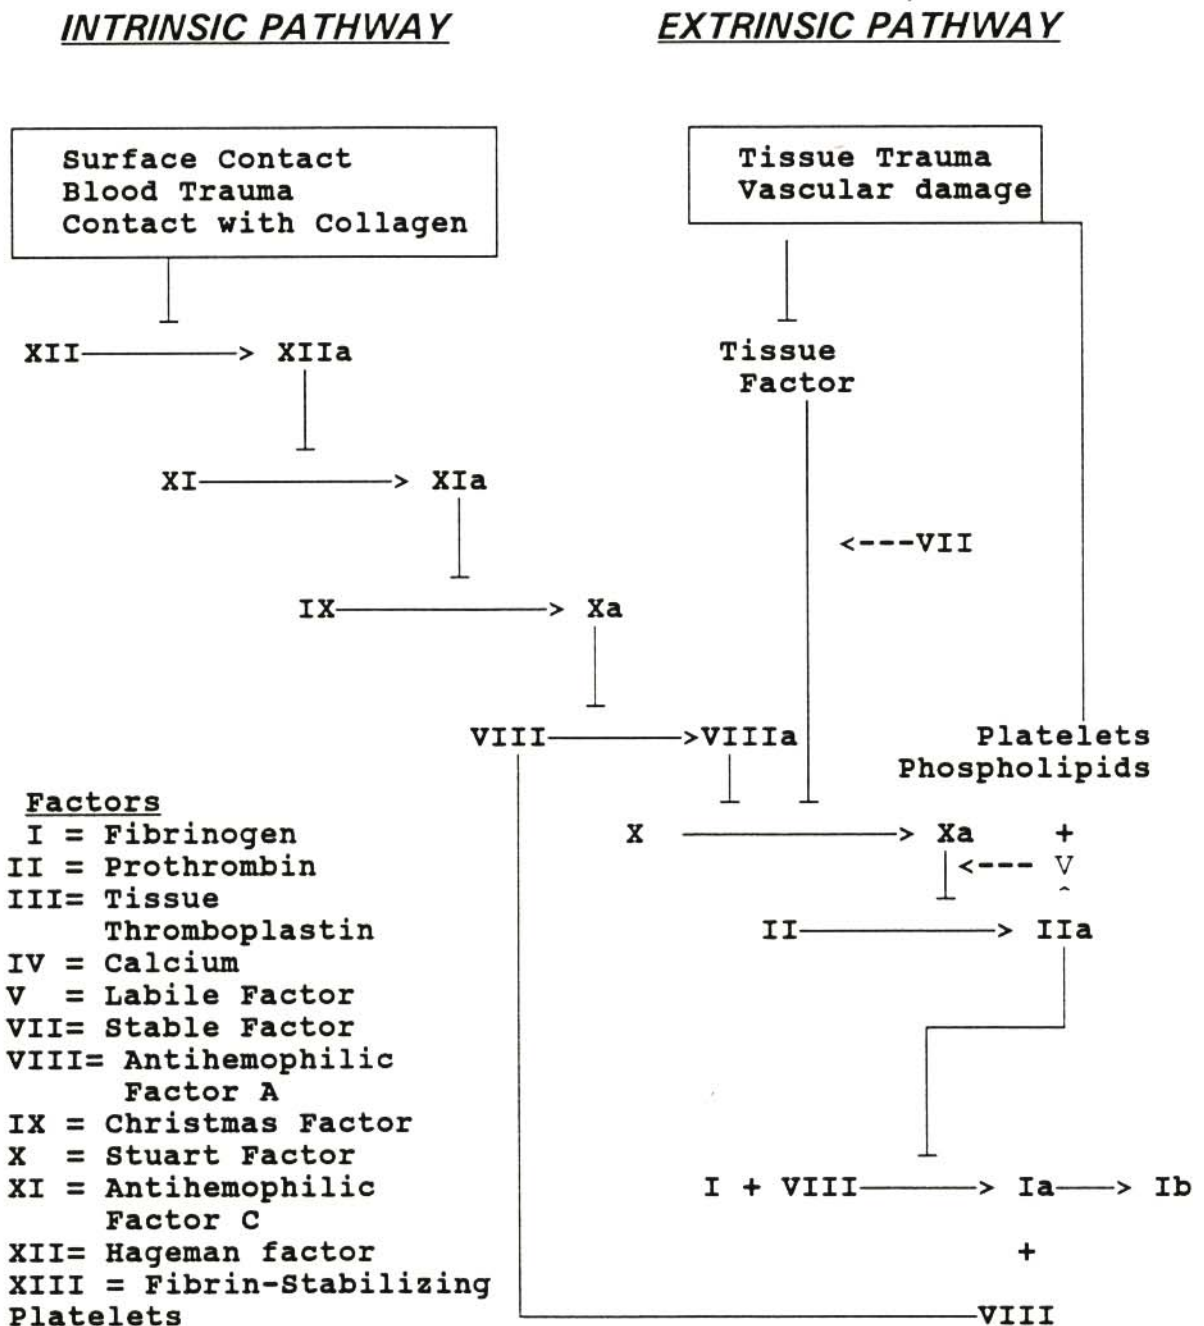 INTRINSIC PATHWAY
EXTRINSIC PATHWAY
Surface Contact
Blood Trauma
Contact with Collagen
Tissue Trauma
Vascular damage
XII > XIIa
Tissue
Factor
XI > XIa
<---VII
IX > Xa
VIII >VIIIa
Platelets
Phospholipids
X > Xa +
<--- V
^
II > IIa
I + VIII > Ia > Ib
+
VIII
Factors
I = Fibrinogen
II = Prothrombin
III= Tissue
Thromboplastin
IV = Calcium
V = Labile Factor
VII= Stable Factor
VIII= Antihemophilic
Factor A
IX = Christmas Factor
X = Stuart Factor
XI = Antihemophilic
Factor C
XII= Hageman factor
XIII = Fibrin-Stabilizing
Platelets